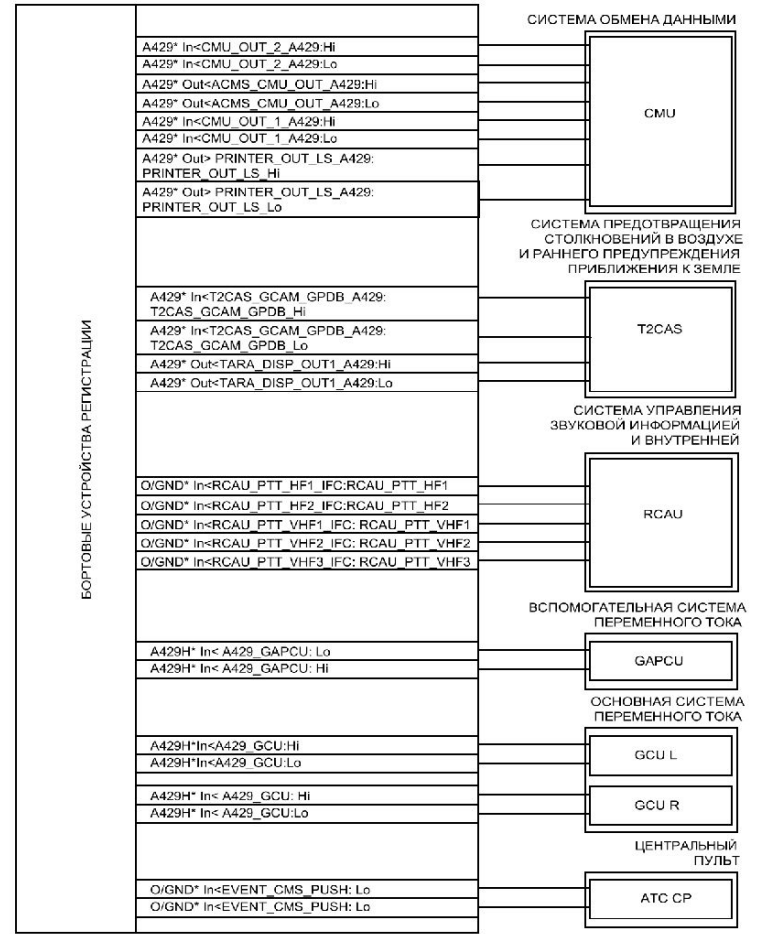 СИСТЕМА ОБМЕНА ДАННЫМИ
A429* In<CMU_OUT_2_A429:Hi
A429* In<CMU_OUT_2_A429:Lo
A429* Out<ACMS_CMU_OUT_A429:Hi
A429* Out<ACMS_CMU_OUT_A429:Lo
A429* In<CMU_OUT_1_A429:Hi
A429* In<CMU_OUT_1_A429:Lo
A429* Out> PRINTER_OUT_LS_A429:
PRINTER_OUT_LS_Hi
A429* Out> PRINTER_OUT_LS_A429:
PRINTER_OUT_LS_Lo
CMU
СИСТЕМА ПРЕДОТВРАЩЕНИЯ
СТОЛКНОВЕНИЙ В ВОЗДУХЕ
И РАННЕГО ПРЕДУПРЕЖДЕНИЯ
ПРИБЛИЖЕНИЯ К ЗЕМЛЕ
A429* In<T2CAS_GCAM_GPDB_A429:
T2CAS_GCAM_GPDB_Hi
A429* In<T2CAS_GCAM_GPDB_A429:
T2CAS_GCAM_GPDB_Lo
A429* Out<TARA_DISP_OUT1_A429:Hi
A429* Out<TARA_DISP_OUT1_A429:Lo
T2CAS
БОРТОВЫЕ УСТРОЙСТВА РЕГИСТРАЦИИ
СИСТЕМА УПРАВЛЕНИЯ
ЗВУКОВОЙ ИНФОРМАЦИЕЙ
И ВНУТРЕННЕЙ
O/GND* In<RCAU_PTT_HF1_IFC:RCAU_PTT_HF1
O/GND* In<RCAU_PTT_HF2_IFC:RCAU_PTT_HF2
O/GND* In<RCAU_PTT_VHF1_IFC: RCAU_PTT_VHF1
O/GND* In<RCAU_PTT_VHF2_IFC: RCAU_PTT_VHF2
O/GND* In<RCAU_PTT_VHF3_IFC: RCAU_PTT_VHF3
RCAU
ВСПОМОГАТЕЛЬНАЯ СИСТЕМА
ПЕРЕМЕННОГО ТОКА
A429H* In< A429_GAPCU: Lo
A429H* In< A429_GAPCU: Hi
GAPCU
ОСНОВНАЯ СИСТЕМА
ПЕРЕМЕННОГО ТОКА
A429H*In<A429_GCU:Hi
A429H*In<A429_GCU:Lo
GCU L
A429H* In< A429_GCU: Hi
A429H* In< A429_GCU:Lo
GCU R
ЦЕНТРАЛЬНЫЙ
ПУЛЬТ
O/GND* In<EVENT_CMS_PUSH: Lo
O/GND* In<EVENT_CMS_PUSH: Lo
ATC CP